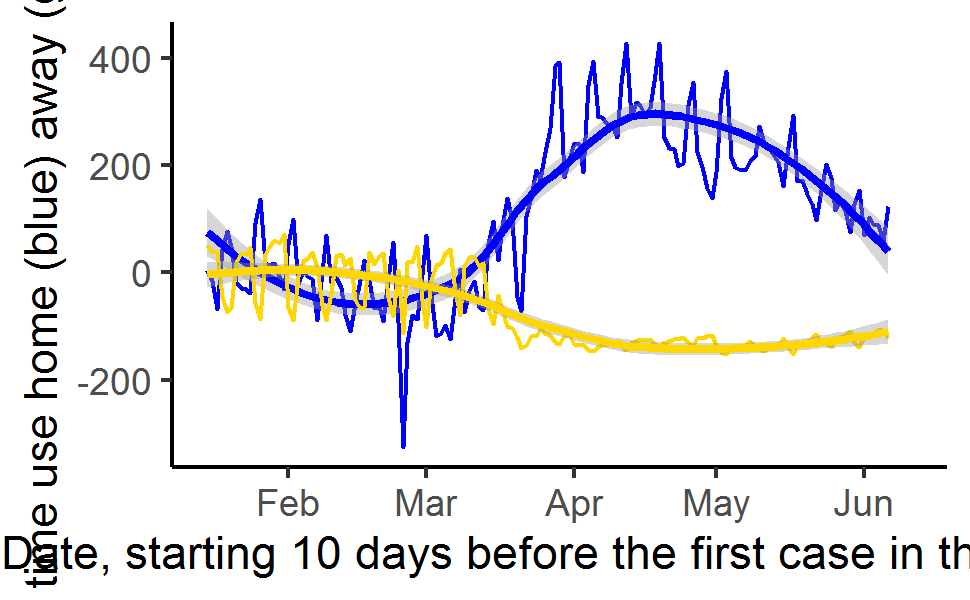 time use home (blue) away (
400
200
0
-200
Feb Mar Apr May Jun
Date, starting 10 days before the first case in th